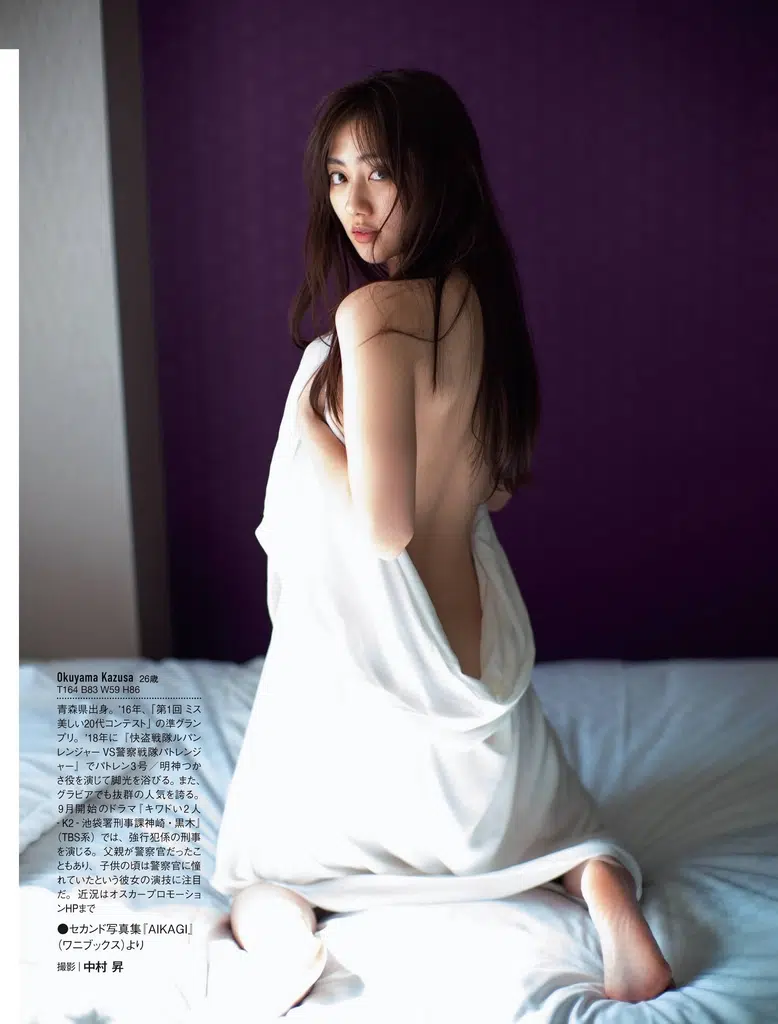 Okuyama Kazusa 26歳
T164 B83 W59 H86
青森県出身。'16年、「第1回 ミス
美しい20代コンテスト」の準グラン
プリ。'18年に『快盗戦隊ルパン
レンジャー VS警察戦隊パトレンジ
ャー』でパトレン3号／明神つか
さ役を演じて脚光を浴びる。また、
グラビアでも抜群の人気を誇る。
9月開始のドラマ『キワドい2人
-K2- 池袋署刑事課神崎・黒木』
（TBS系）では、強行犯係の刑事
を演じる。父親が警察官だったこ
ともあり、子供の頃は警察官に憧
れていたという彼女の演技に注目
だ。近況はオスカープロモーショ
ンHPまで
●セカンド写真集『AIKAGI』
（ワニブックス）より
撮影｜中村 昇